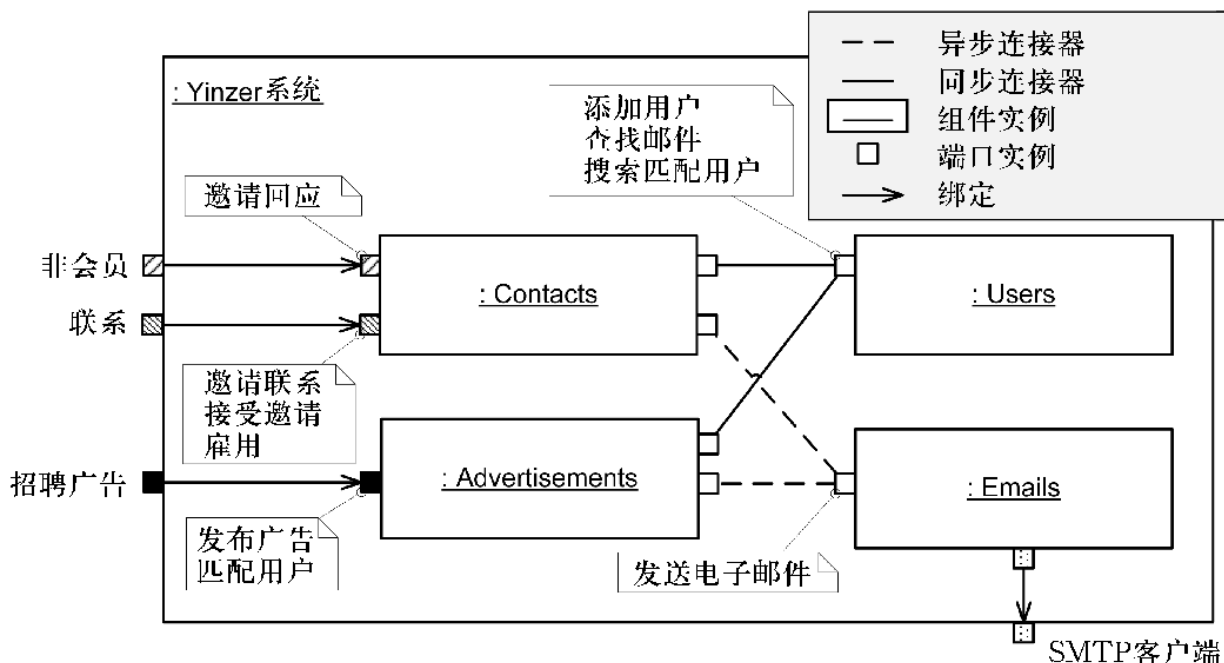 异步连接器
同步连接器
组件实例
端口实例
绑定
: Yinzer系统
添加用户
查找邮件
搜索匹配用户
邀请回应
非会员
: Contacts
: Users
联系
邀请联系
接受邀请
雇用
招聘广告
: Advertisements
: Emails
发布广告
匹配用户
发送电子邮件
SMTP客户端